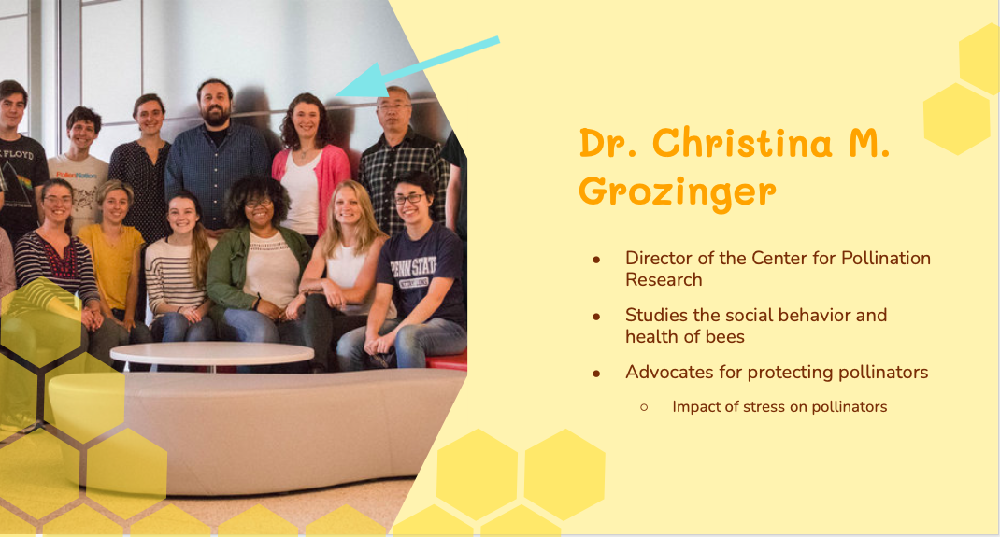 K FLOYD
PollenNation
PENN STATE
Dr. Christina M.
Grozinger
● Director of the Center for Pollination
Research
● Studies the social behavior and
health of bees
● Advocates for protecting pollinators
○ Impact of stress on pollinators